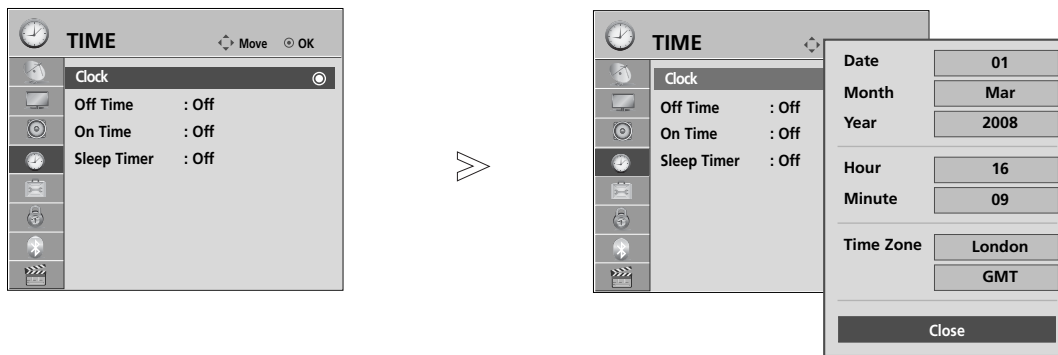 TIME Move OK
Clock
Off Time : Off
On Time : Off
Sleep Timer : Off
TIME
Clock
Off Time : Off
On Time : Off
Sleep Timer : Off
Date 01
Month Mar
Year 2008
Hour 16
Minute 09
Time Zone London
GMT
Close